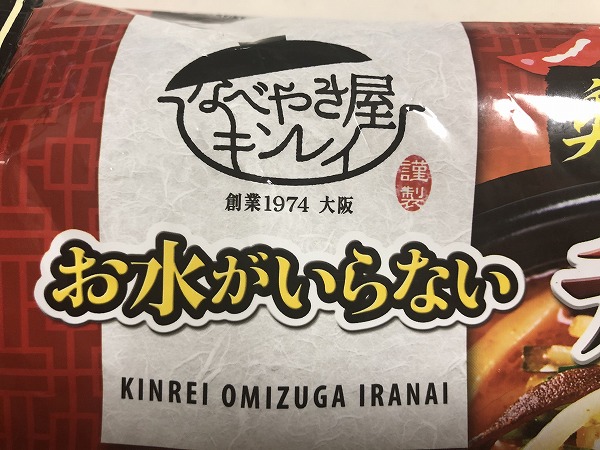 なべやき屋
キンレイ
謹製
創業1974 大阪
お水がいらない
KINREI OMIZUGA IRANAI